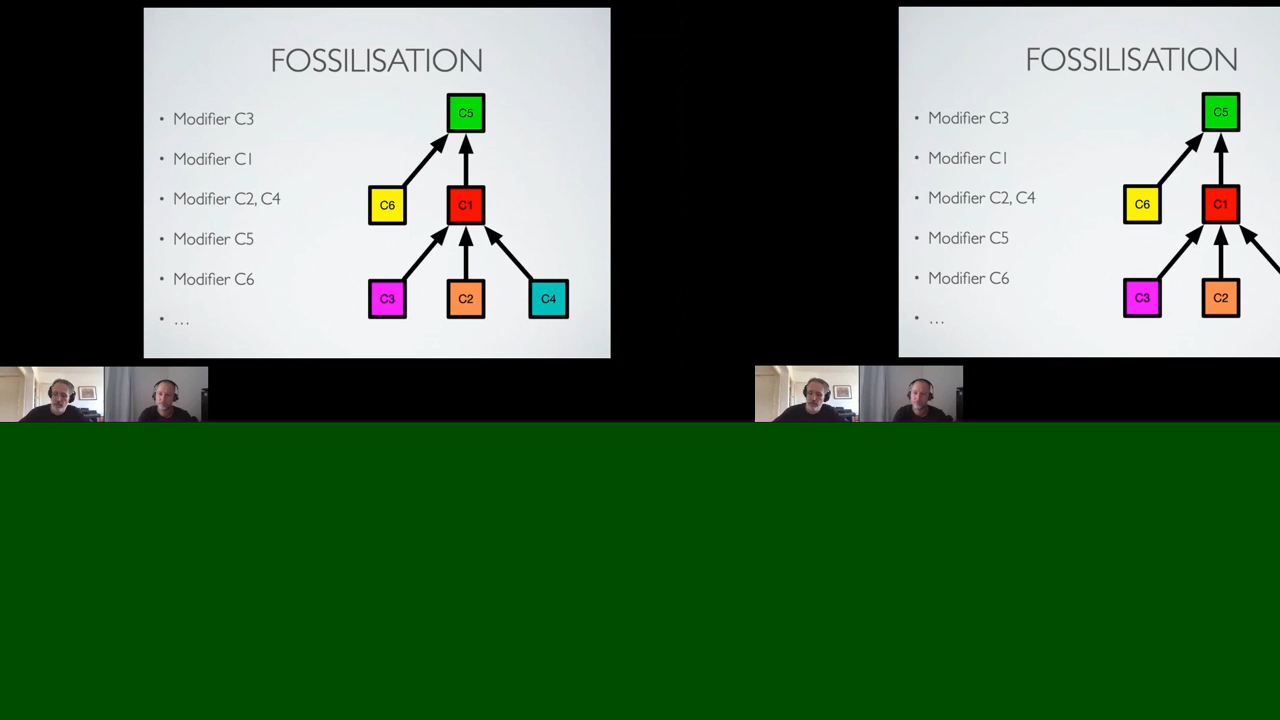 FOSSILISATION
• Modifier C3
• Modifier C1
• Modifier C2, C4
• Modifier C5
• Modifier C6
• …
C5
C6 C1
C3 C2 C4
FOSSILISATION
• Modifier C3
• Modifier C1
• Modifier C2, C4
• Modifier C5
• Modifier C6
• …
C5
C6 C1
C3 C2